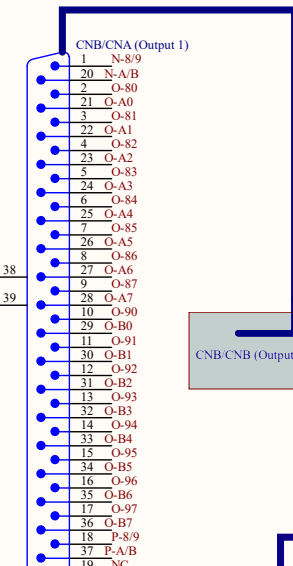 CNB/CNA (Output 1)
1 N-8/9
20 N-A/B
2 O-80
21 O-A0
3 O-81
22 O-A1
4 O-82
23 O-A2
5 O-83
24 O-A3
6 O-84
25 O-A4
7 O-85
26 O-A5
8 O-86
38 27 O-A6
9 O-87
39 28 O-A7
10 O-90
29 O-B0
11 O-91
30 O-B1
CNB/CNB (Output
12 O-92
31 O-B2
13 O-93
32 O-B3
14 O-94
33 O-B4
15 O-95
34 O-B5
16 O-96
35 O-B6
17 O-97
36 O-B7
18 P-8/9
37 P-A/B
19 NC